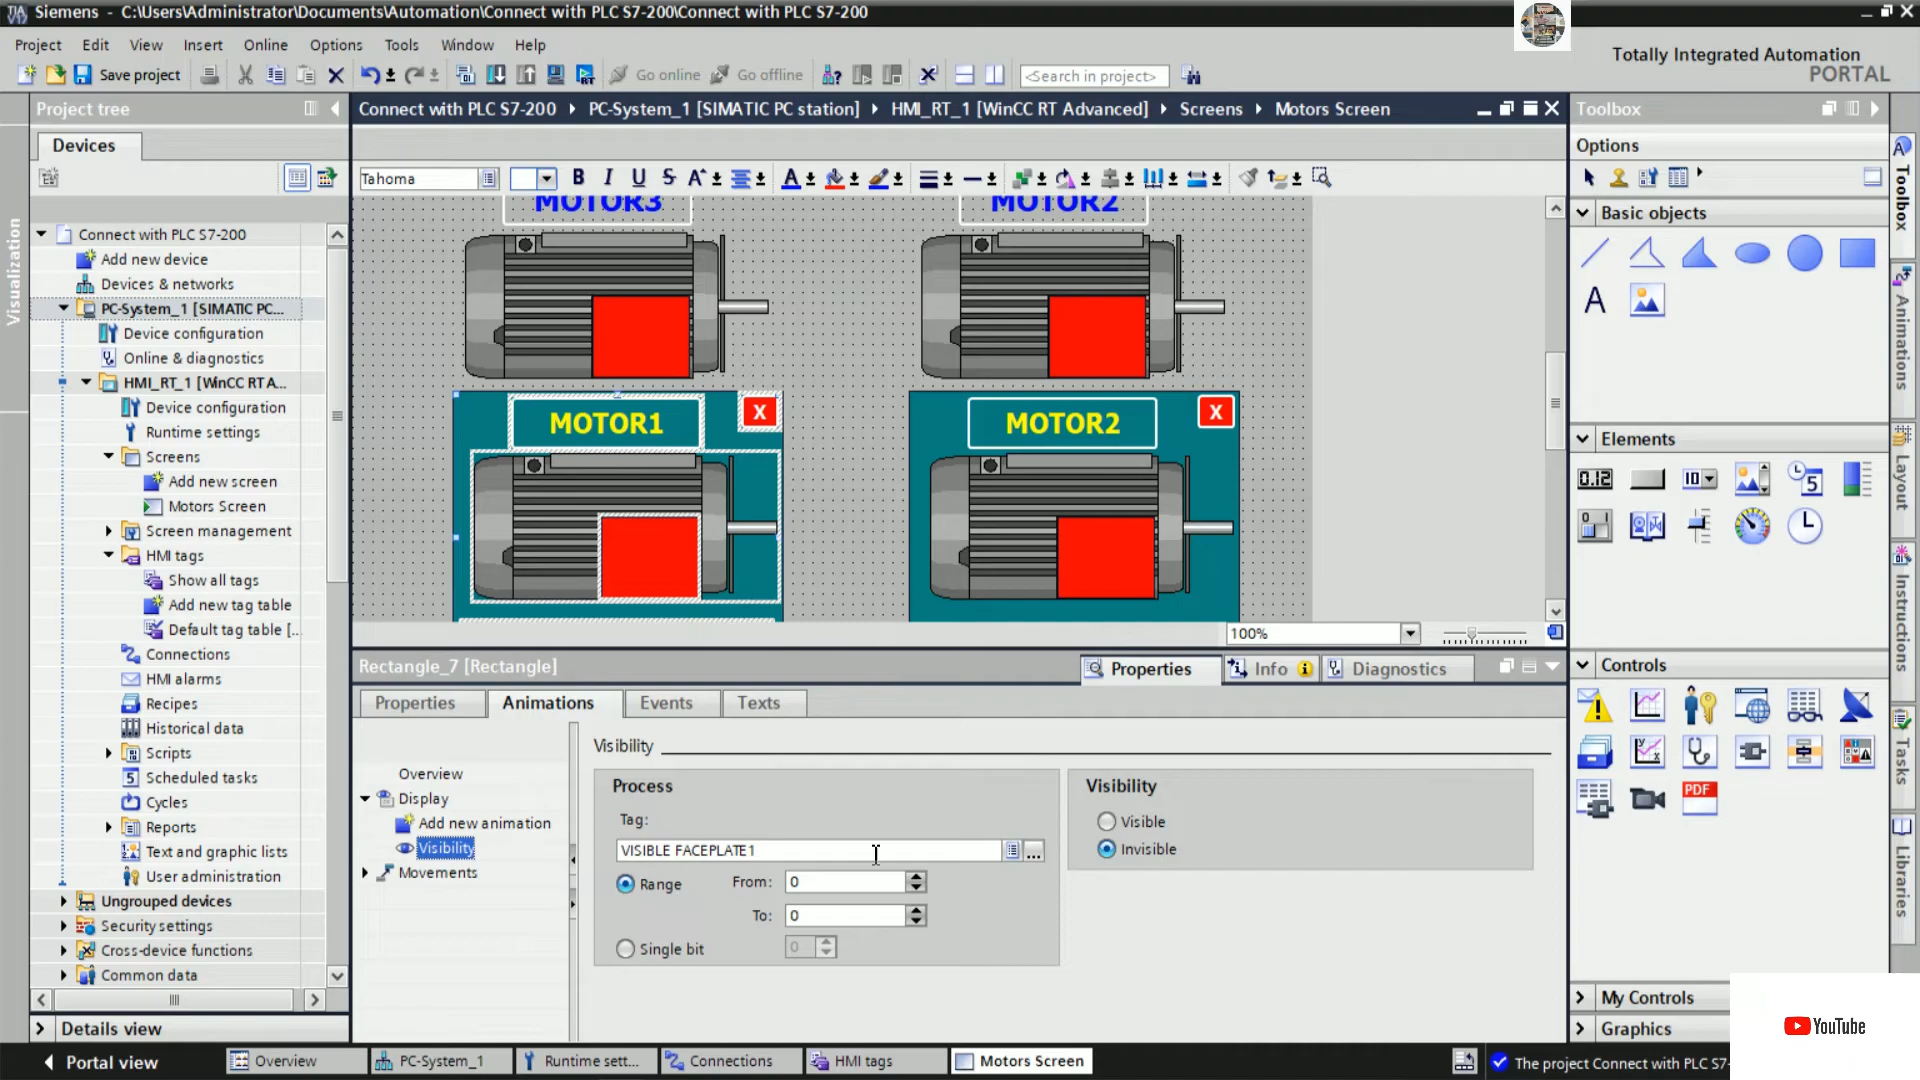 Siemens - C:\Users\Administrator\Documents\Automation\Connect with PLC S7-200\Connect with PLC S7-200
Project Edit View Insert Online Options Tools Window Help
Totally Integrated Automation
PORTAL
Save project
Go online
Go offline
<Search in project>
Visualization
Project tree
Devices
Connect with PLC S7-200
Add new device
Devices & networks
PC-System_1 [SIMATIC PC...
Device configuration
Online & diagnostics
HMI_RT_1 [WinCC RT A...
Device configuration
Runtime settings
Screens
Add new screen
Motors Screen
Screen management
HMI tags
Show all tags
Add new tag table
Default tag table [...
Connections
HMI alarms
Recipes
Historical data
Scripts
Scheduled tasks
Cycles
Reports
Text and graphic lists
User administration
Ungrouped devices
Security settings
Cross-device functions
Common data
Details view
Connect with PLC S7-200 PC-System_1 [SIMATIC PC station] HMI_RT_1 [WinCC RT Advanced] Screens Motors Screen
Tahoma B I U S A A
MOTOR3
MOTOR2
MOTOR1
X
MOTOR2
X
100%
Rectangle_7 [Rectangle]
Properties
Info
Diagnostics
Properties
Animations
Events
Texts
Overview
Display
Add new animation
Visibility
Movements
Visibility
Process
Tag:
VISIBLE FACEPLATE1
...
Range From: 0
To: 0
Single bit 0
Visibility
Visible
Invisible
Toolbox
Options
Basic objects
A
Elements
0.12
10
5
0 1
Controls
PDF
My Controls
Graphics
Toolbox
Animations
Layout
Instructions
Tasks
Libraries
YouTube
Portal view
Overview
PC-System_1
Runtime sett...
Connections
HMI tags
Motors Screen
The project Connect with PLC S7-